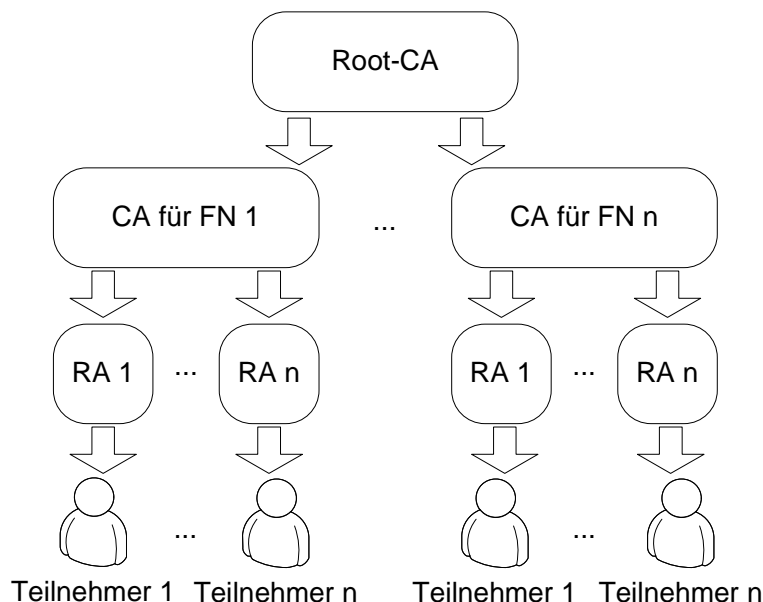 Root-CA
CA für FN 1 ... CA für FN n
RA 1 ... RA n RA 1 ... RA n
... ...
Teilnehmer 1 Teilnehmer n Teilnehmer 1 Teilnehmer n